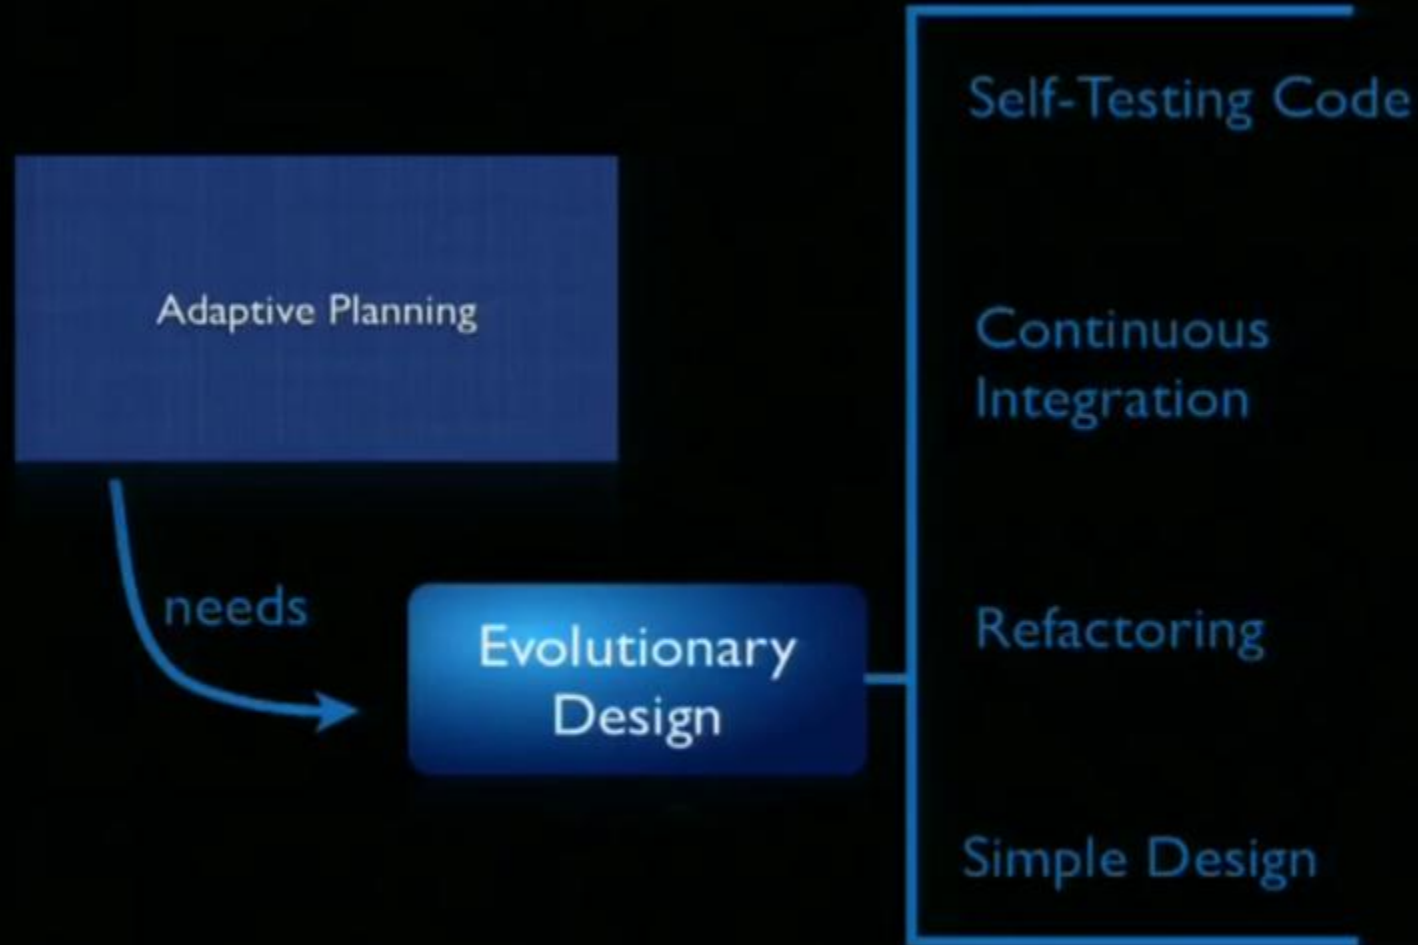 Adaptive Planning
needs
Evolutionary
Design
Self-Testing Code
Continuous
Integration
Refactoring
Simple Design